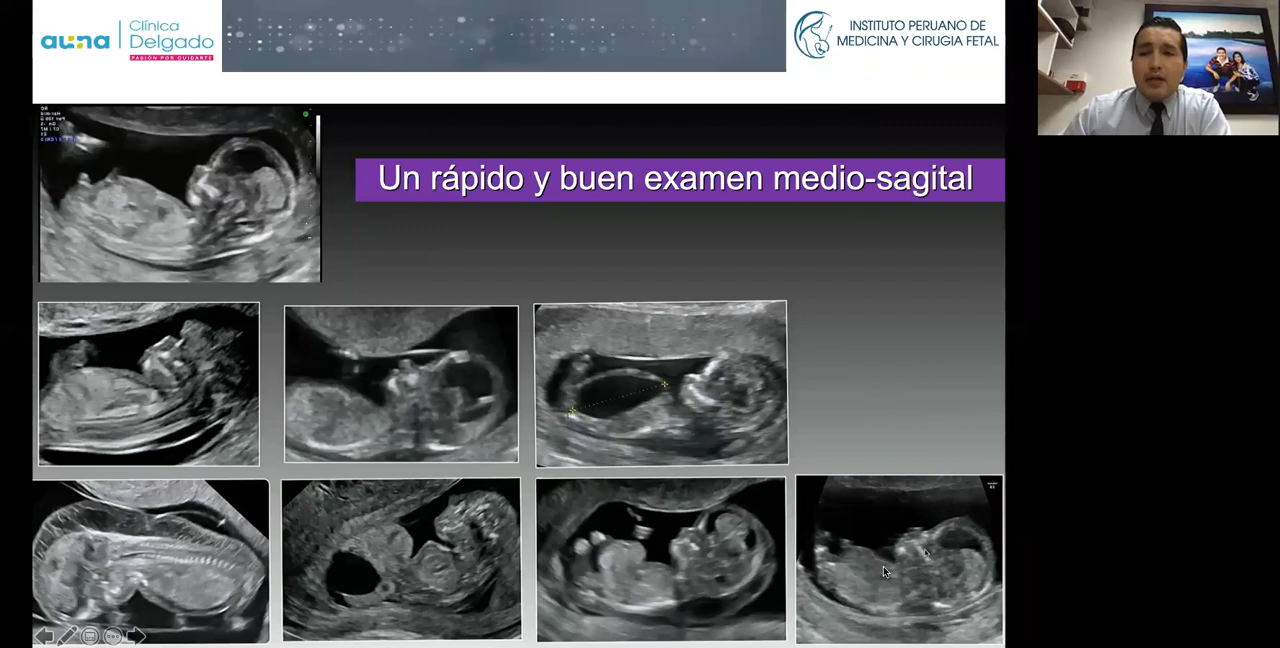 auna
Clínica
Delgado
PASIÓN POR CUIDARTE
INSTITUTO PERUANO DE
MEDICINA Y CIRUGIA FETAL
Un rápido y buen examen medio-sagital